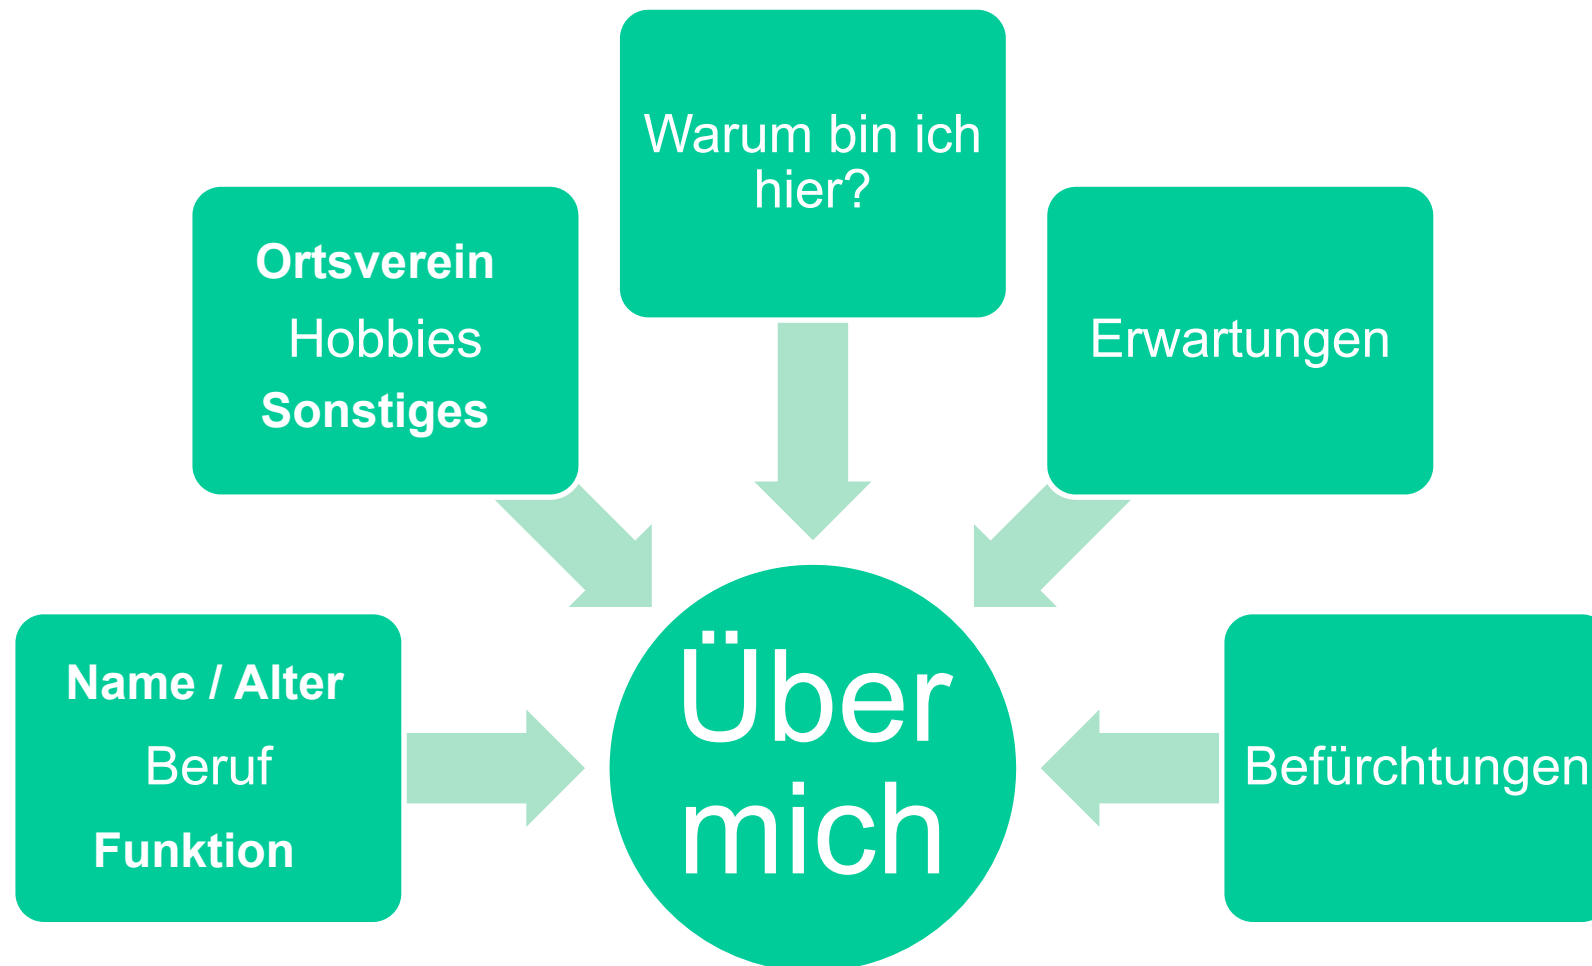 Warum bin ich
hier?
Ortsverein
Hobbies
Sonstiges
Erwartungen
Name / Alter
Beruf
Funktion
Über
mich
Befürchtungen